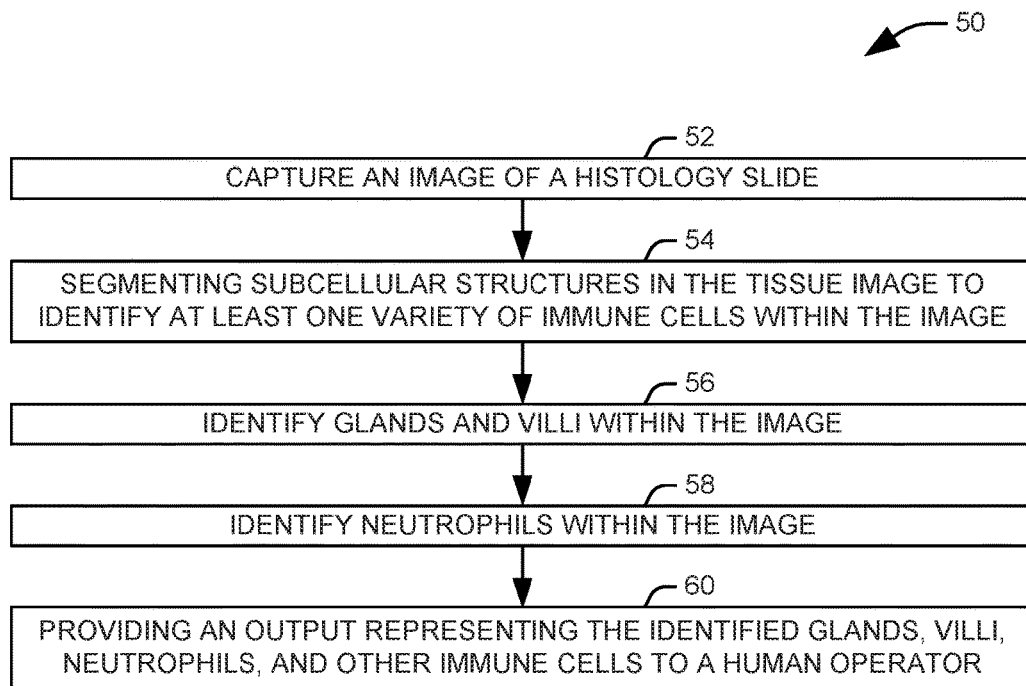 50
52
CAPTURE AN IMAGE OF A HISTOLOGY SLIDE
54
SEGMENTING SUBCELLULAR STRUCTURES IN THE TISSUE IMAGE TO
IDENTIFY AT LEAST ONE VARIETY OF IMMUNE CELLS WITHIN THE IMAGE
56
IDENTIFY GLANDS AND VILLI WITHIN THE IMAGE
58
IDENTIFY NEUTROPHILS WITHIN THE IMAGE
60
PROVIDING AN OUTPUT REPRESENTING THE IDENTIFIED GLANDS, VILLI,
NEUTROPHILS, AND OTHER IMMUNE CELLS TO A HUMAN OPERATOR